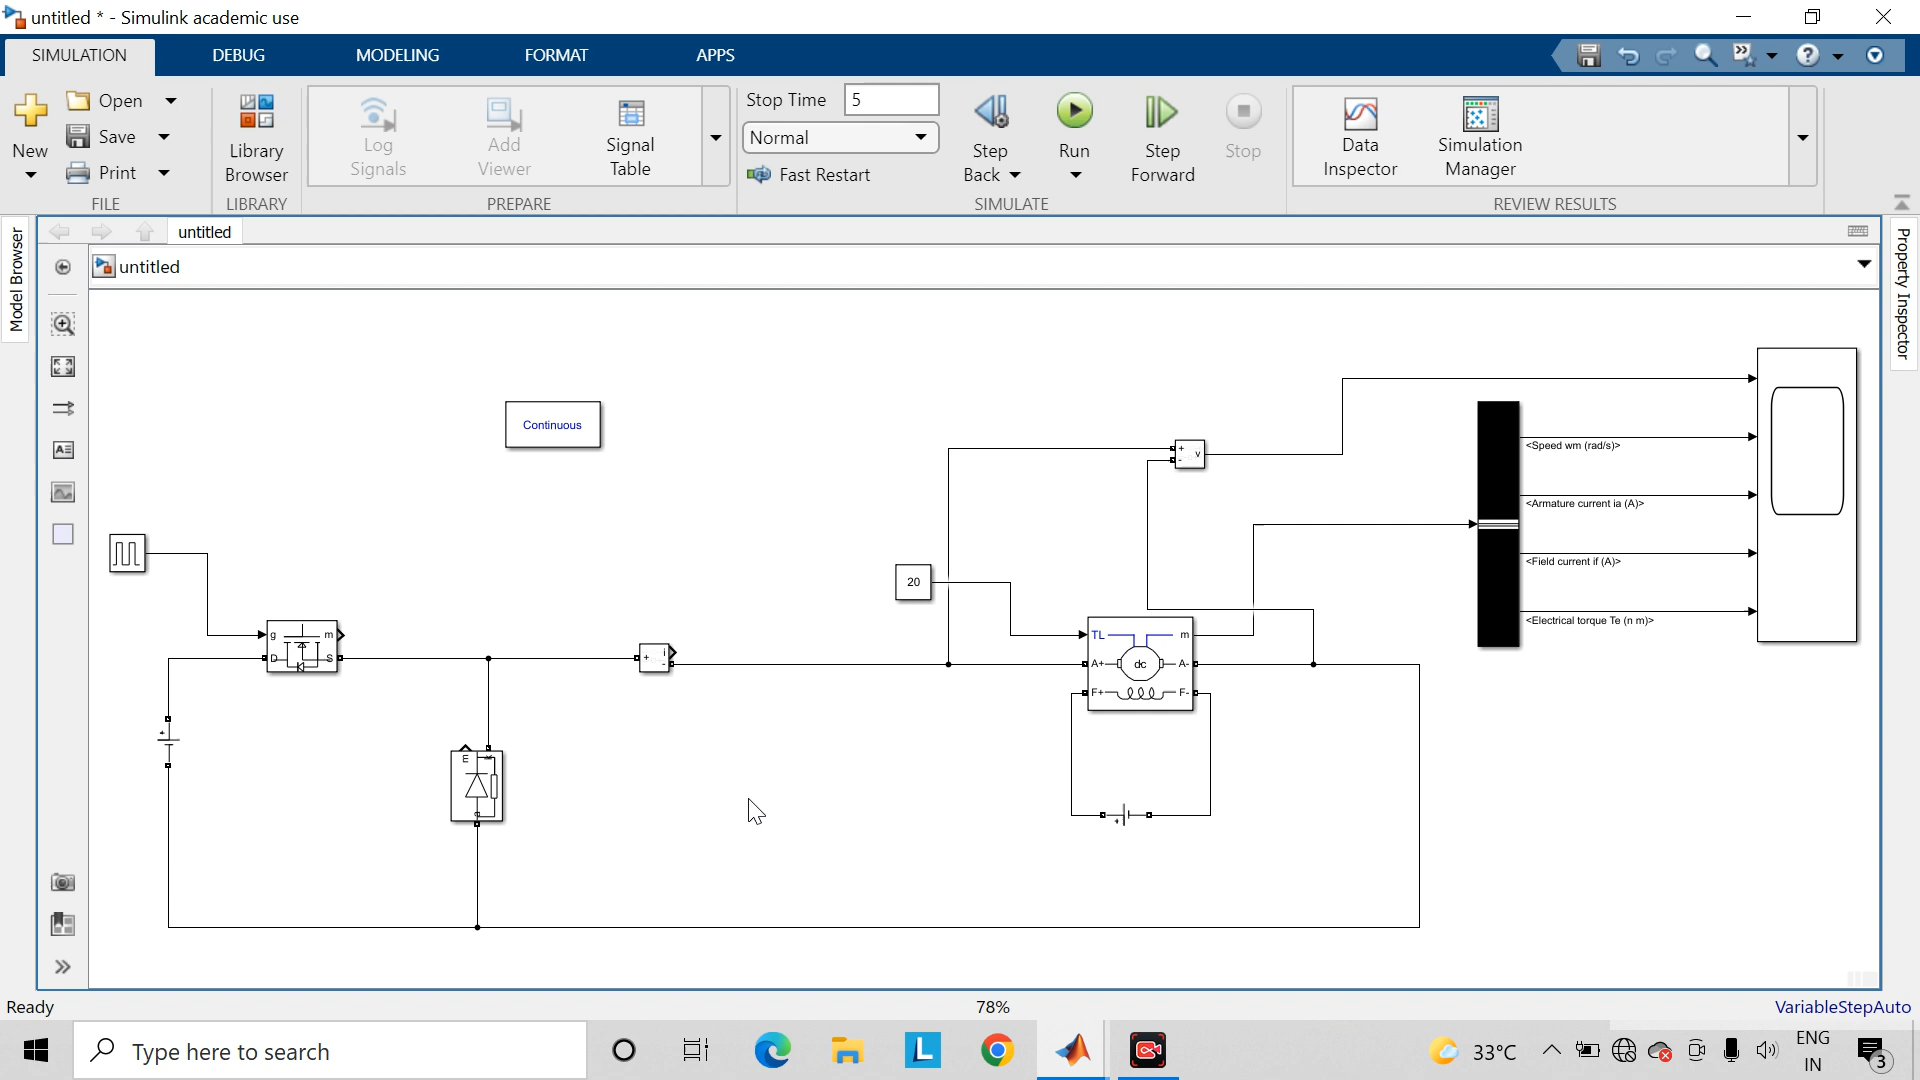 untitled * - Simulink academic use
SIMULATION
DEBUG
MODELING
FORMAT
APPS
New
Open
Save
Print
FILE
Library
Browser
LIBRARY
Log
Signals
Add
Viewer
Signal
Table
PREPARE
Stop Time 5
Normal
Fast Restart
Step
Back
Run
Step
Forward
Stop
SIMULATE
Data
Inspector
Simulation
Manager
REVIEW RESULTS
Model Browser
untitled
untitled
Property Inspector
Continuous
+
-
v
<Speed wm (rad/s)>
<Armature current ia (A)>
<Field current if (A)>
<Electrical torque Te (n m)>
20
g
m
D
S
+
i
-
TL
m
A+
dc
A-
F+
F-
+
m
k
a
+
Ready
78%
VariableStepAuto
Type here to search
L
33°C
ENG
IN
3